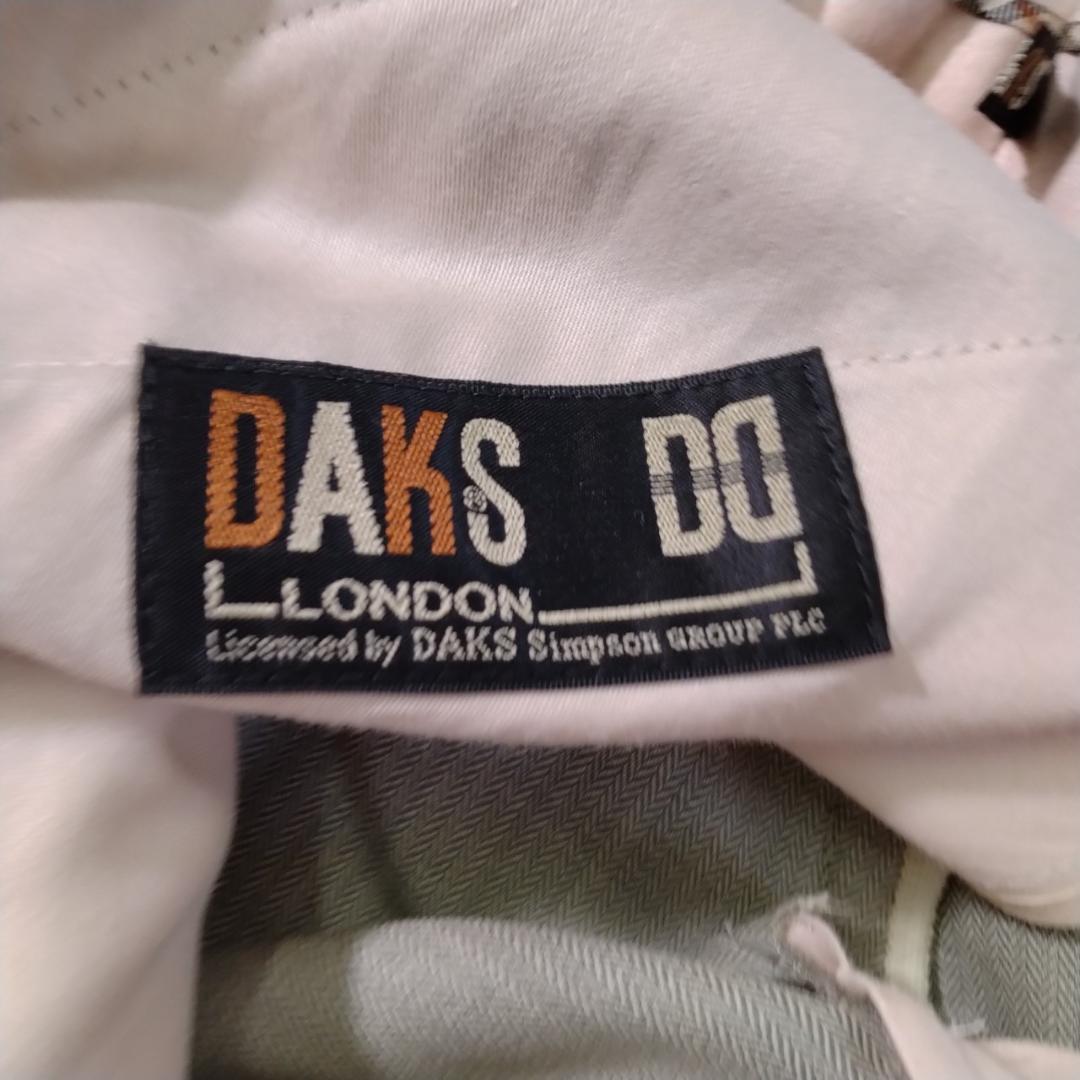 DAKS® DD
LONDON
Licensed by DAKS Simpson GROUP PLC